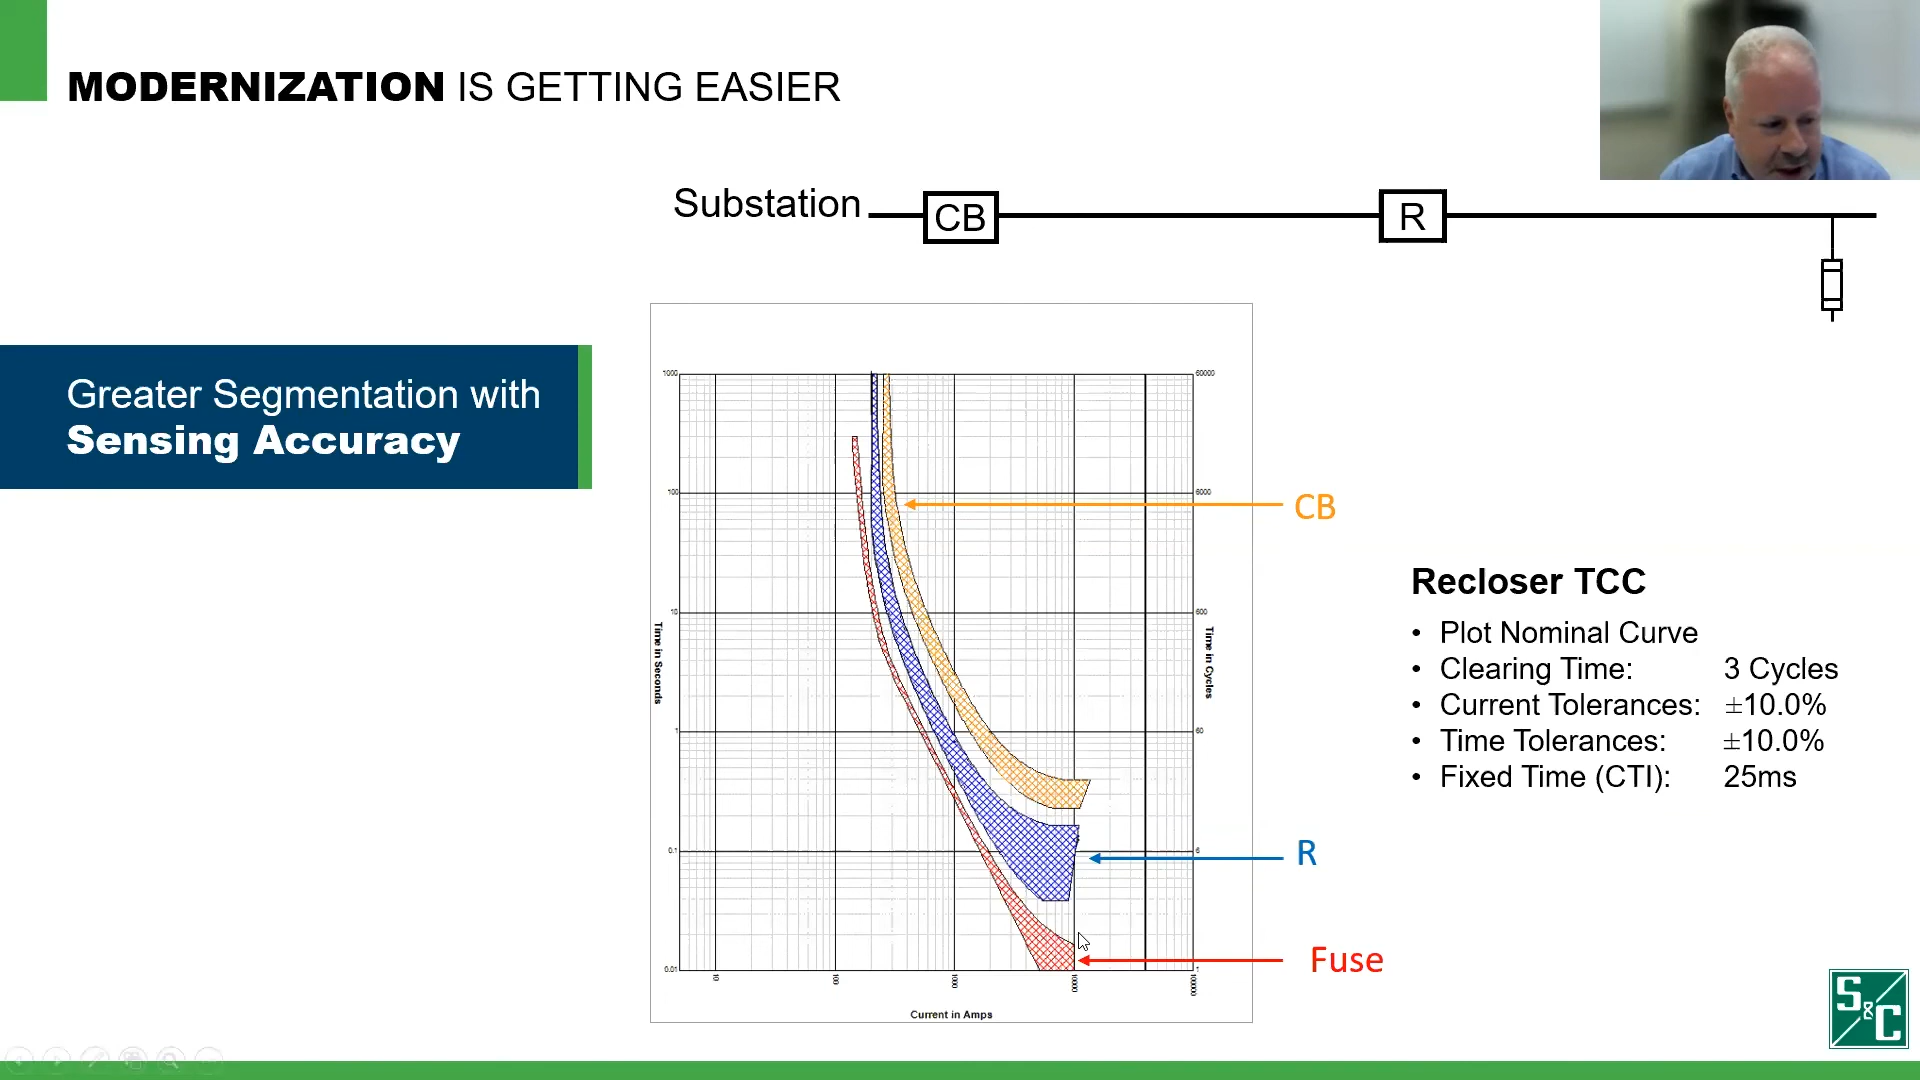 MODERNIZATION IS GETTING EASIER
Substation
CB
R
Greater Segmentation with
Sensing Accuracy
1000
100
10
1
0.1
0.01
60000
6000
600
60
6
1
10
100
1000
10000
100000
Time in Seconds
Time in Cycles
Current in Amps
CB
R
Fuse
Recloser TCC
• Plot Nominal Curve
• Clearing Time: 3 Cycles
• Current Tolerances: ±10.0%
• Time Tolerances: ±10.0%
• Fixed Time (CTI): 25ms
S&C